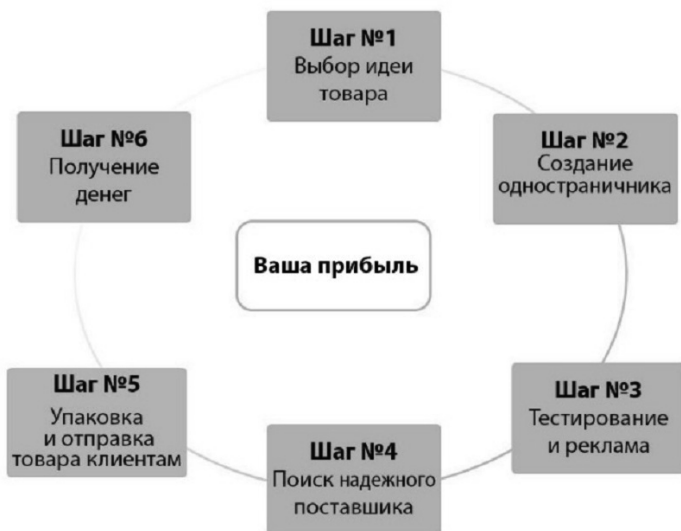 Шаг №1
Выбор идеи
товара
Шаг №2
Создание
одностраничника
Шаг №3
Тестирование
и реклама
Шаг №4
Поиск надежного
поставшика
Шаг №5
Упаковка
и отправка
товара клиентам
Шаг №6
Получение
денег
Ваша прибыль